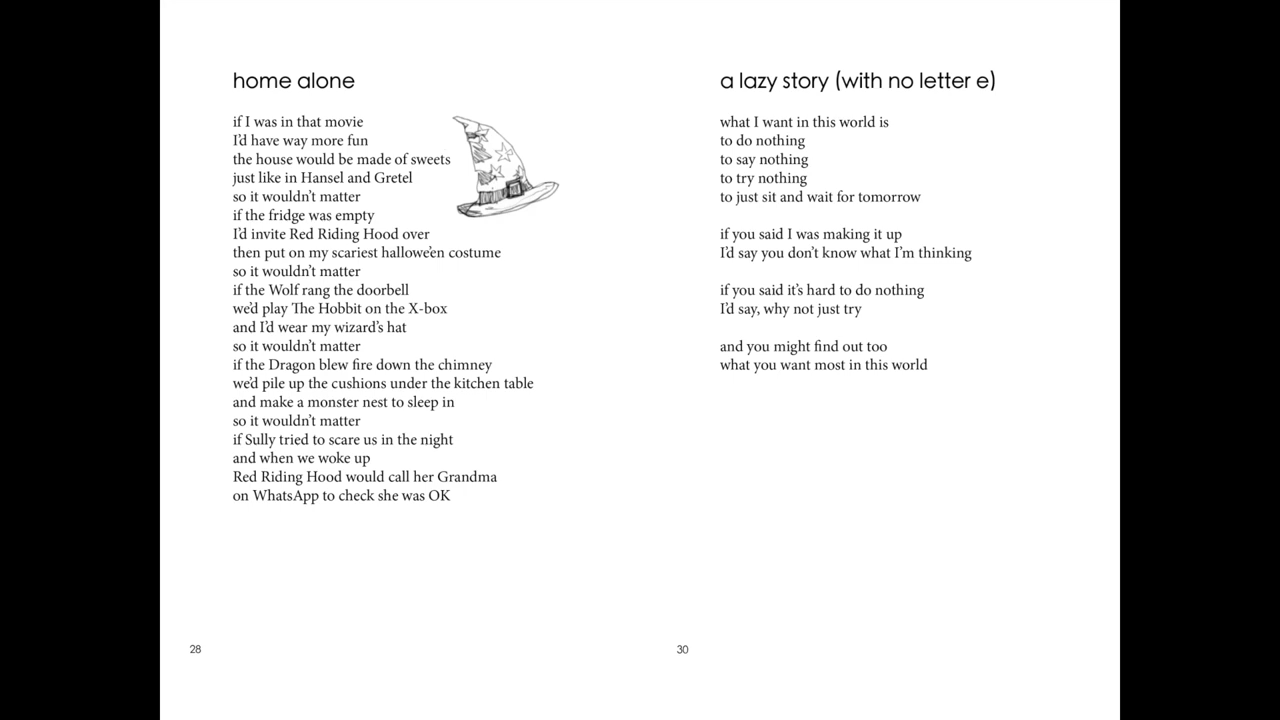 home alone
if I was in that movie
I'd have way more fun
the house would be made of sweets
just like in Hansel and Gretel
so it wouldn't matter
if the fridge was empty
I'd invite Red Riding Hood over
then put on my scariest hallowe'en costume
so it wouldn't matter
if the Wolf rang the doorbell
we'd play The Hobbit on the X-box
and I'd wear my wizard's hat
so it wouldn't matter
if the Dragon blew fire down the chimney
we'd pile up the cushions under the kitchen table
and make a monster nest to sleep in
so it wouldn't matter
if Sully tried to scare us in the night
and when we woke up
Red Riding Hood would call her Grandma
on WhatsApp to check she was OK
28
a lazy story (with no letter e)
what I want in this world is
to do nothing
to say nothing
to try nothing
to just sit and wait for tomorrow
if you said I was making it up
I'd say you don't know what I'm thinking
if you said it's hard to do nothing
I'd say, why not just try
and you might find out too
what you want most in this world
30